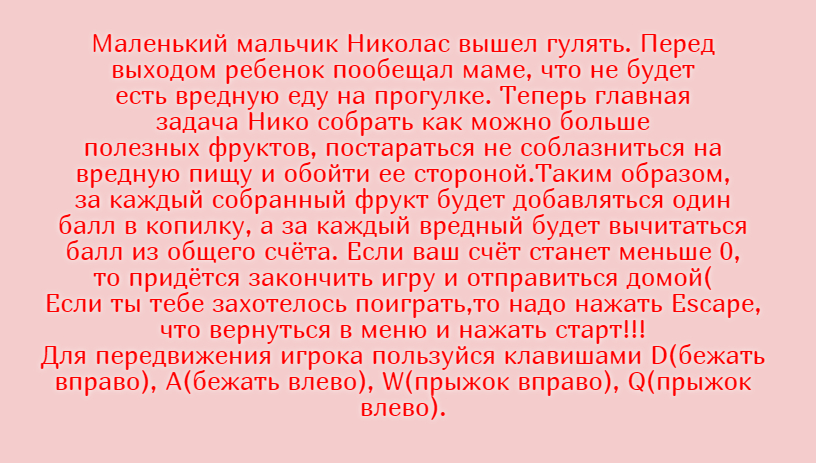 Маленький мальчик Николас вышел гулять. Перед
выходом ребенок пообещал маме, что не будет
есть вредную еду на прогулке. Теперь главная
задача Нико собрать как можно больше
полезных фруктов, постараться не соблазниться на
вредную пищу и обойти ее стороной.Таким образом,
за каждый собранный фрукт будет добавляться один
балл в копилку, а за каждый вредный будет вычитаться
балл из общего счёта. Если ваш счёт станет меньше 0,
то придётся закончить игру и отправиться домой(
Если ты тебе захотелось поиграть,то надо нажать Escape,
что вернуться в меню и нажать старт!!!
Для передвижения игрока пользуйся клавишами D(бежать
вправо), A(бежать влево), W(прыжок вправо), Q(прыжок
влево).